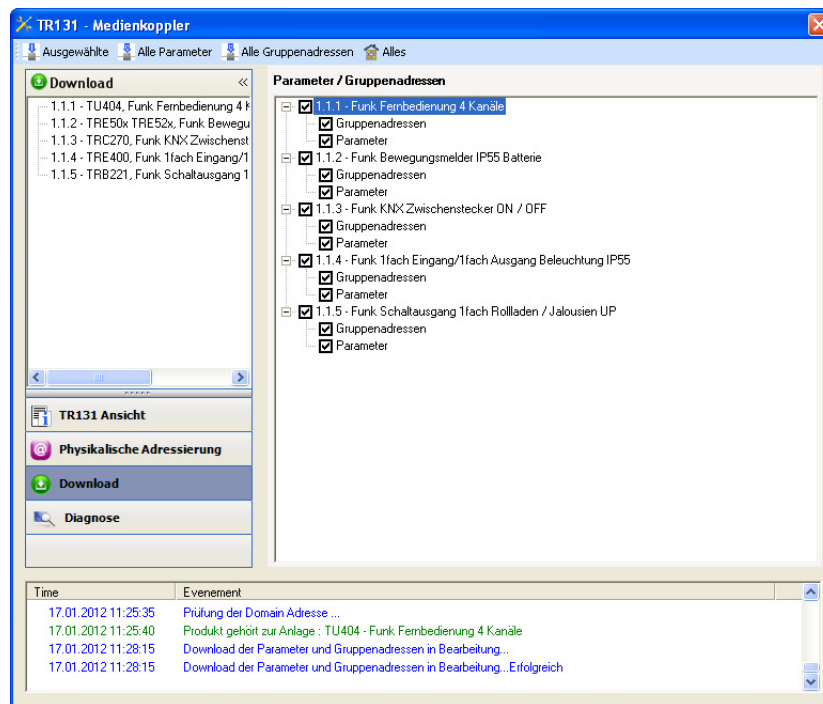 TR131 - Medienkoppler
Ausgewählte Alle Parameter Alle Gruppenadressen Alles
Download «
1.1.1 - TU404, Funk Fernbedienung 4
1.1.2 - TRE50x TRE52x, Funk Bewegu
1.1.3 - TRC270, Funk KNX Zwischenst
1.1.4 - TRE400, Funk 1fach Eingang/1
1.1.5 - TRB221, Funk Schaltausgang 1
TR131 Ansicht
Physikalische Adressierung
Download
Diagnose
Parameter / Gruppenadressen
1.1.1 - Funk Fernbedienung 4 Kanäle
Gruppenadressen
Parameter
1.1.2 - Funk Bewegungsmelder IP55 Batterie
Gruppenadressen
Parameter
1.1.3 - Funk KNX Zwischenstecker ON / OFF
Gruppenadressen
Parameter
1.1.4 - Funk 1fach Eingang/1fach Ausgang Beleuchtung IP55
Gruppenadressen
Parameter
1.1.5 - Funk Schaltausgang 1fach Rollladen / Jalousien UP
Gruppenadressen
Parameter
Time Evenement
17.01.2012 11:25:35 Prüfung der Domain Adresse ...
17.01.2012 11:25:40 Produkt gehört zur Anlage : TU404 - Funk Fernbedienung 4 Kanäle
17.01.2012 11:28:15 Download der Parameter und Gruppenadressen in Bearbeitung...
17.01.2012 11:28:15 Download der Parameter und Gruppenadressen in Bearbeitung...Erfolgreich